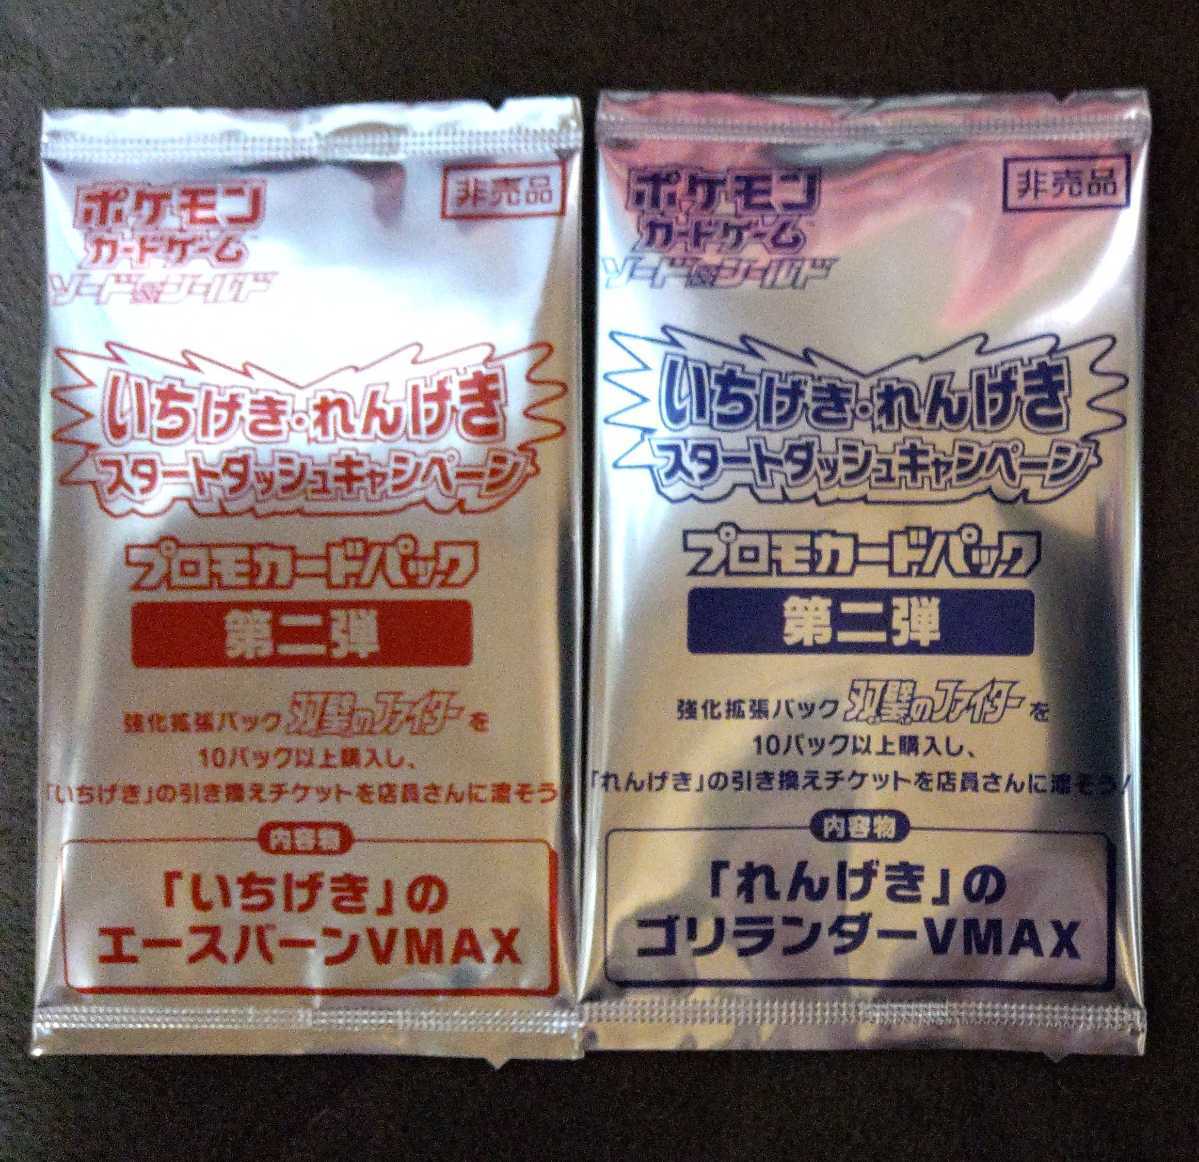 ポケモン
カードゲーム
ソード&シールド
非売品
いちげき・れんげき
スタートダッシュキャンペーン
プロモカードパック
第二弾
強化拡張パック 双璧のファイターを
10パック以上購入し、
「いちげき」の引き換えチケットを店員さんに渡そう
内容物
「いちげき」の
エースバーンVMAX
ポケモン
カードゲーム
ソード&シールド
非売品
いちげき・れんげき
スタートダッシュキャンペーン
プロモカードパック
第二弾
強化拡張パック 双璧のファイターを
10パック以上購入し、
「れんげき」の引き換えチケットを店員さんに渡そう!
内容物
「れんげき」の
ゴリランダーVMAX